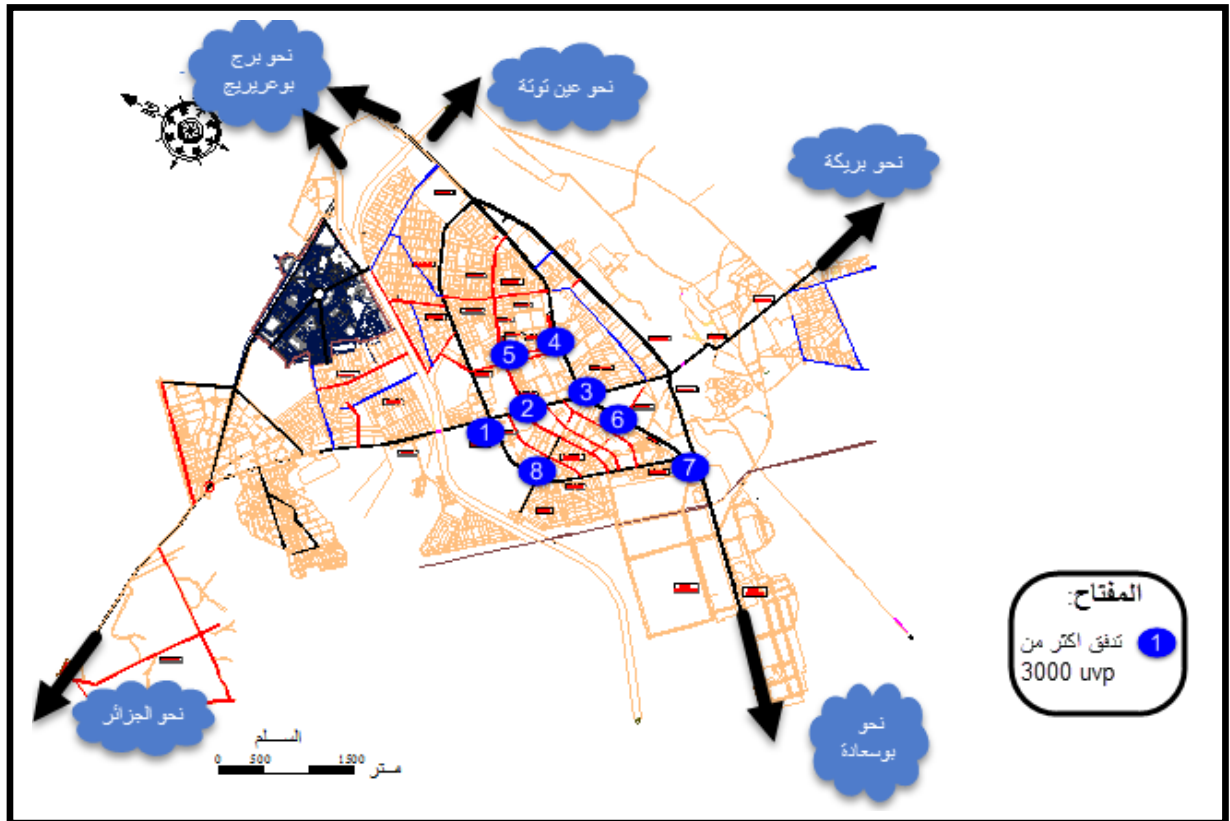 نحو برج
بوعريريج
نحو عين توتة
نحو بريكة
4
5
3
2
6
1
7
8
المفتاح:
1 تدفق اكثر من
3000 uvp
نحو الجزائر
نحو
بوسعادة
السلم
0 500 1500
متر